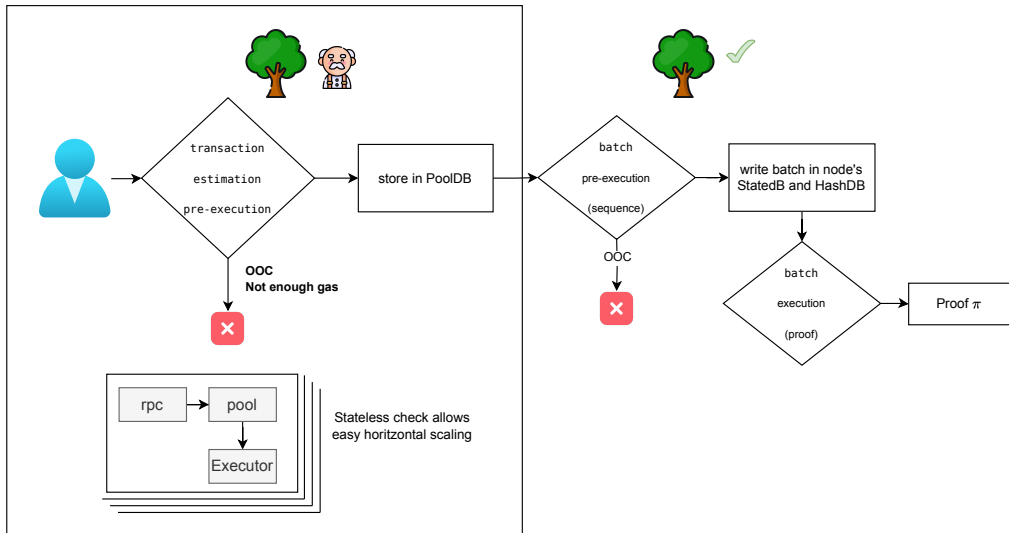 transaction
estimation
pre-execution
store in PoolDB
OOC
Not enough gas
rpc
pool
Executor
Stateless check allows
easy horitzontal scaling
batch
pre-execution
(sequence)
OOC
write batch in node's
StatedB and HashDB
batch
execution
(proof)
Proof π